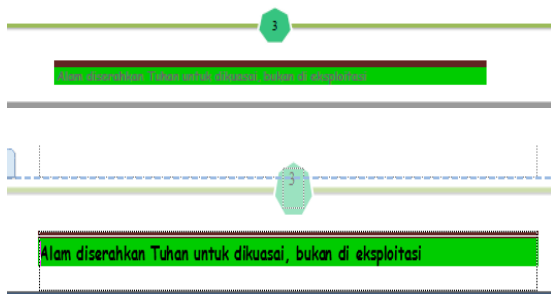 3
Alam diserahkan Tuhan untuk dikuasai, bukan di eksploitasi
3
Alam diserahkan Tuhan untuk dikuasai, bukan di eksploitasi